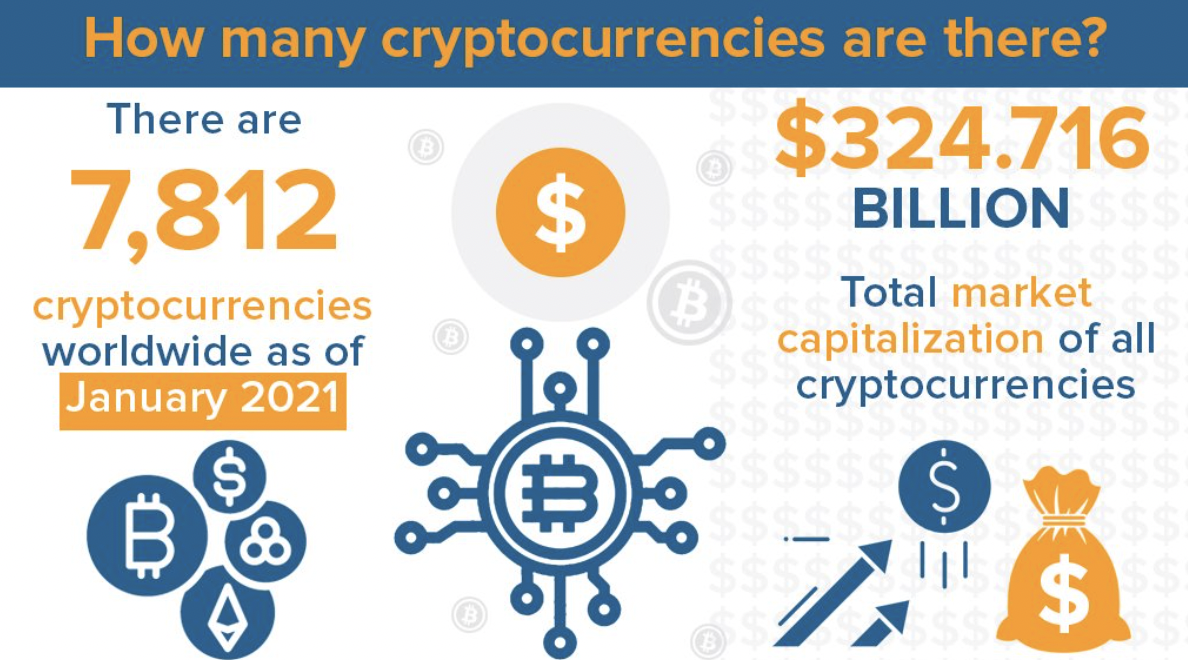 How many cryptocurrencies are there?
There are
7,812
cryptocurrencies
worldwide as of
January 2021
$324.716
BILLION
Total market
capitalization of all
cryptocurrencies